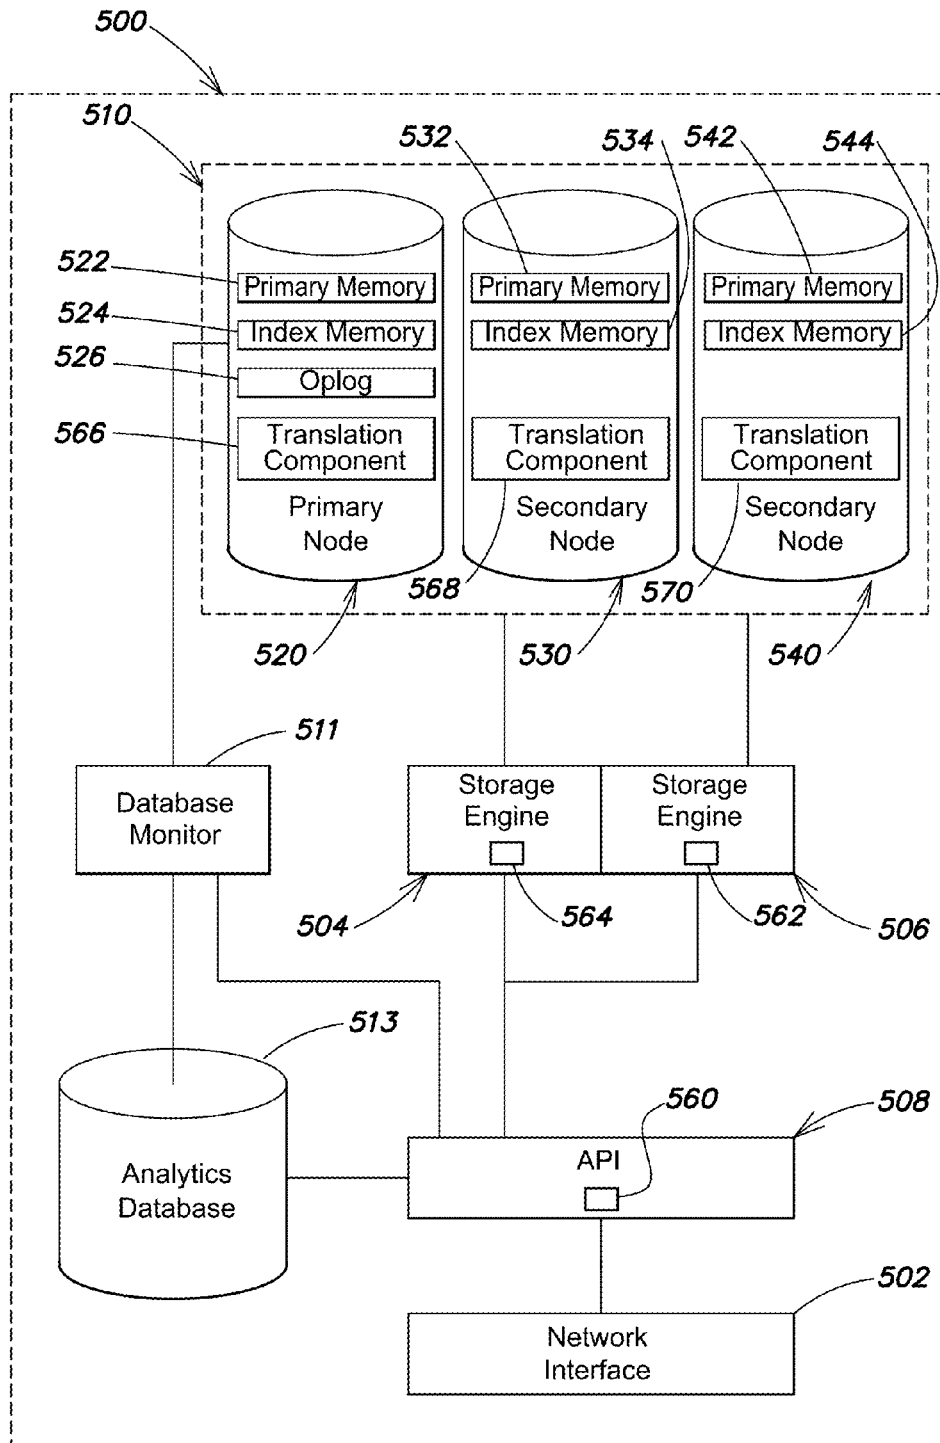 500
510
532
534
542
544
522
Primary Memory
Primary Memory
Primary Memory
524
Index Memory
Index Memory
Index Memory
526
Oplog
566
Translation
Component
Translation
Component
Translation
Component
Primary
Node
Secondary
Node
Secondary
Node
568
570
520
530
540
511
Database
Monitor
Storage
Engine
Storage
Engine
504
564
562
506
513
560
508
Analytics
Database
API
502
Network
Interface